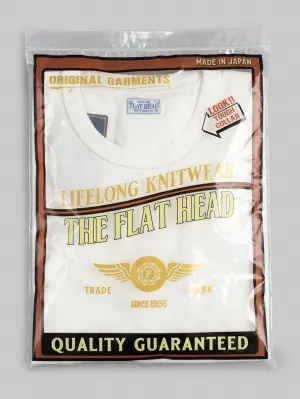 MADE IN JAPAN
ORIGINAL GARMENTS
LOOK!!
TOUGH
COLLAR
FLAT HEAD
LIFELONG KNITWEAR
THE FLAT HEAD
TRADE MARK
SINCE 1996
QUALITY GUARANTEED